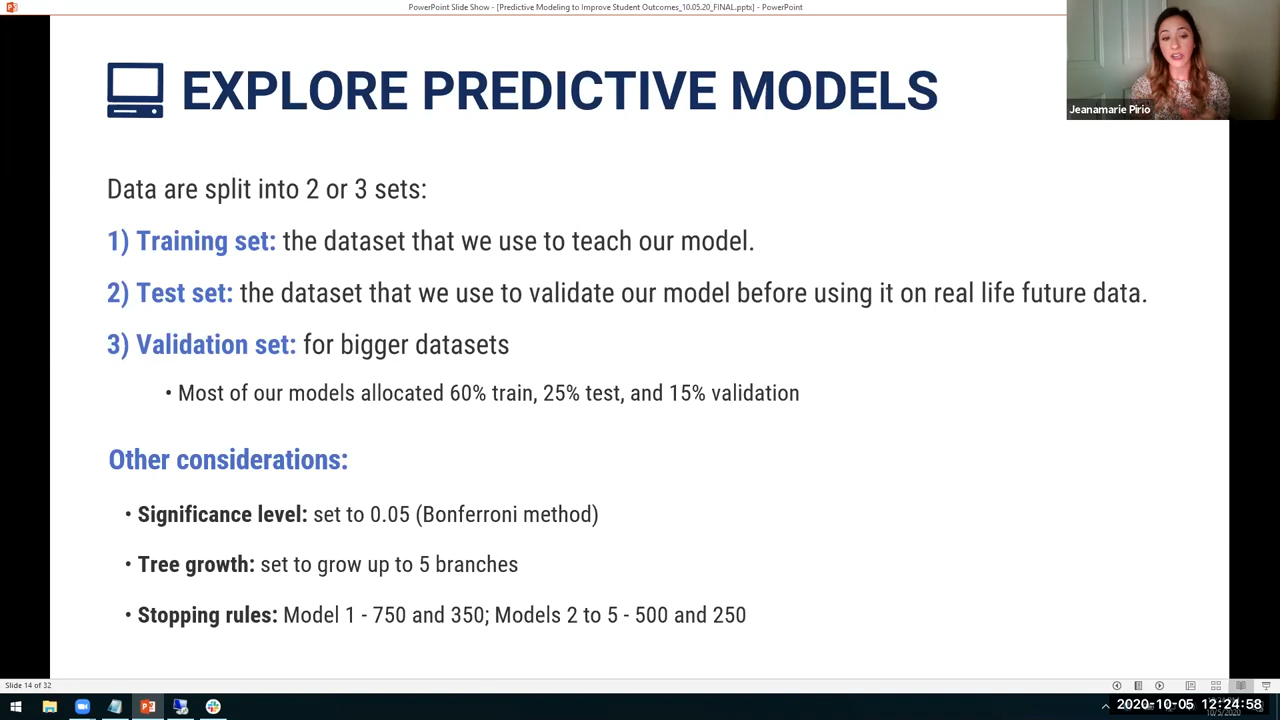 PowerPoint Slide Show - [Predictive Modeling to Improve Student Outcomes_10.05.20_FINAL.pptx] - PowerPoint
Jeanamarie Pirio
EXPLORE PREDICTIVE MODELS
Data are split into 2 or 3 sets:
1) Training set: the dataset that we use to teach our model.
2) Test set: the dataset that we use to validate our model before using it on real life future data.
3) Validation set: for bigger datasets
• Most of our models allocated 60% train, 25% test, and 15% validation
Other considerations:
• Significance level: set to 0.05 (Bonferroni method)
• Tree growth: set to grow up to 5 branches
• Stopping rules: Model 1 - 750 and 350; Models 2 to 5 - 500 and 250
Slide 14 of 32
2020-10-05 12:24:58